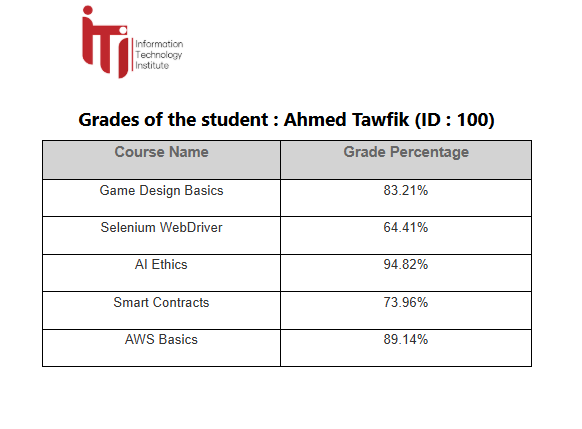 iTi
Information
Technology
Institute
Grades of the student : Ahmed Tawfik (ID : 100)
Course Name Grade Percentage
Game Design Basics 83.21%
Selenium WebDriver 64.41%
AI Ethics 94.82%
Smart Contracts 73.96%
AWS Basics 89.14%